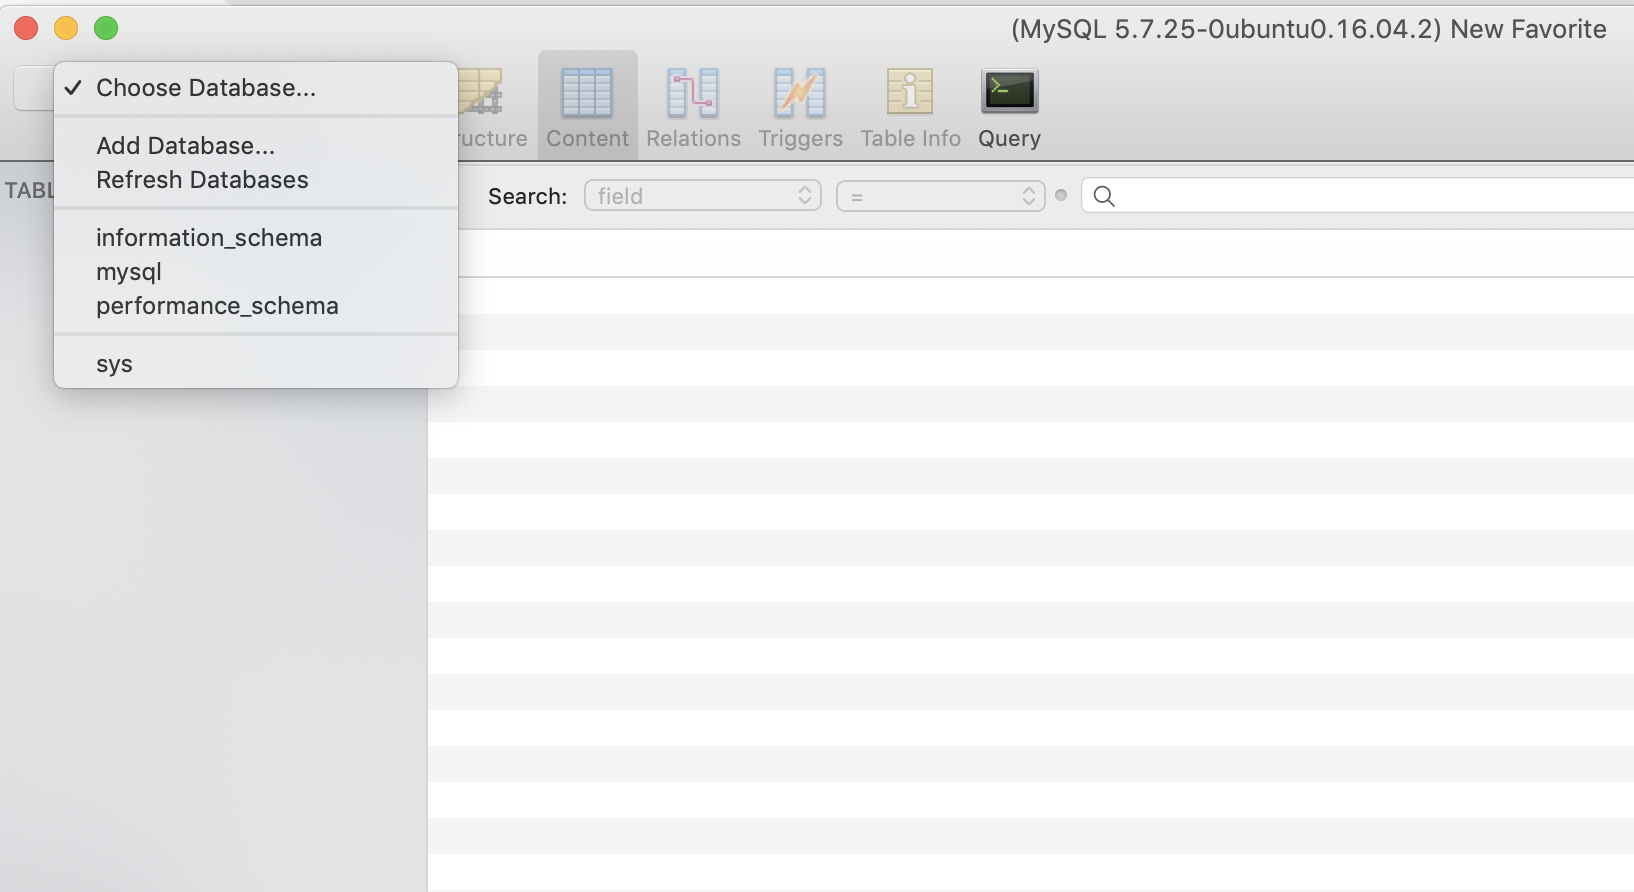 (MySQL 5.7.25-0ubuntu0.16.04.2) New Favorite
Choose Database...
Add Database...
Refresh Databases
information_schema
mysql
performance_schema
sys
ructure
Content
Relations
Triggers
Table Info
Query
TABL
Search:
field
=